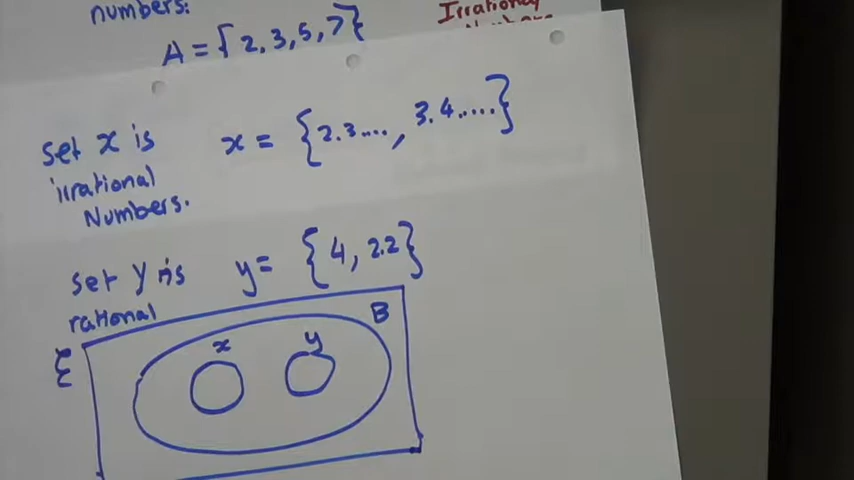 numbers:
Irrational
Numbers
A = {2,3,5,7}
set x is
irrational
Numbers.
x = {2.3...., 3.4.....}
set y is
rational
y = {4, 2.2}
ξ
B
x
y